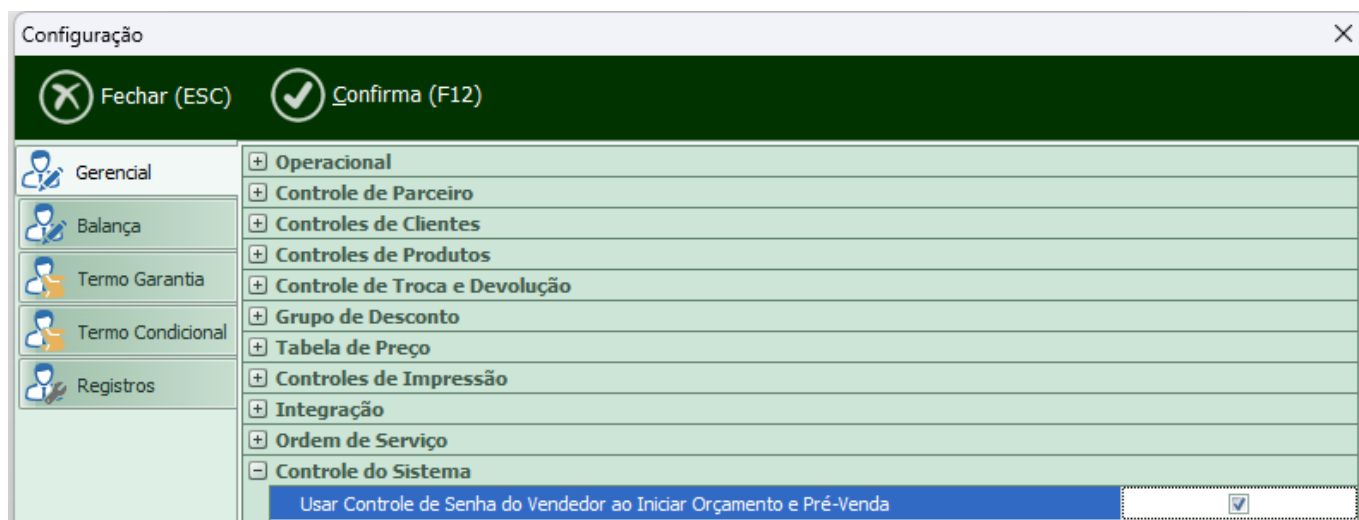 Configuração
Fechar (ESC)
Confirma (F12)
Gerencial
Balança
Termo Garantia
Termo Condicional
Registros
Operacional
Controle de Parceiro
Controles de Clientes
Controles de Produtos
Controle de Troca e Devolução
Grupo de Desconto
Tabela de Preço
Controles de Impressão
Integração
Ordem de Serviço
Controle do Sistema
Usar Controle de Senha do Vendedor ao Iniciar Orçamento e Pré-Venda